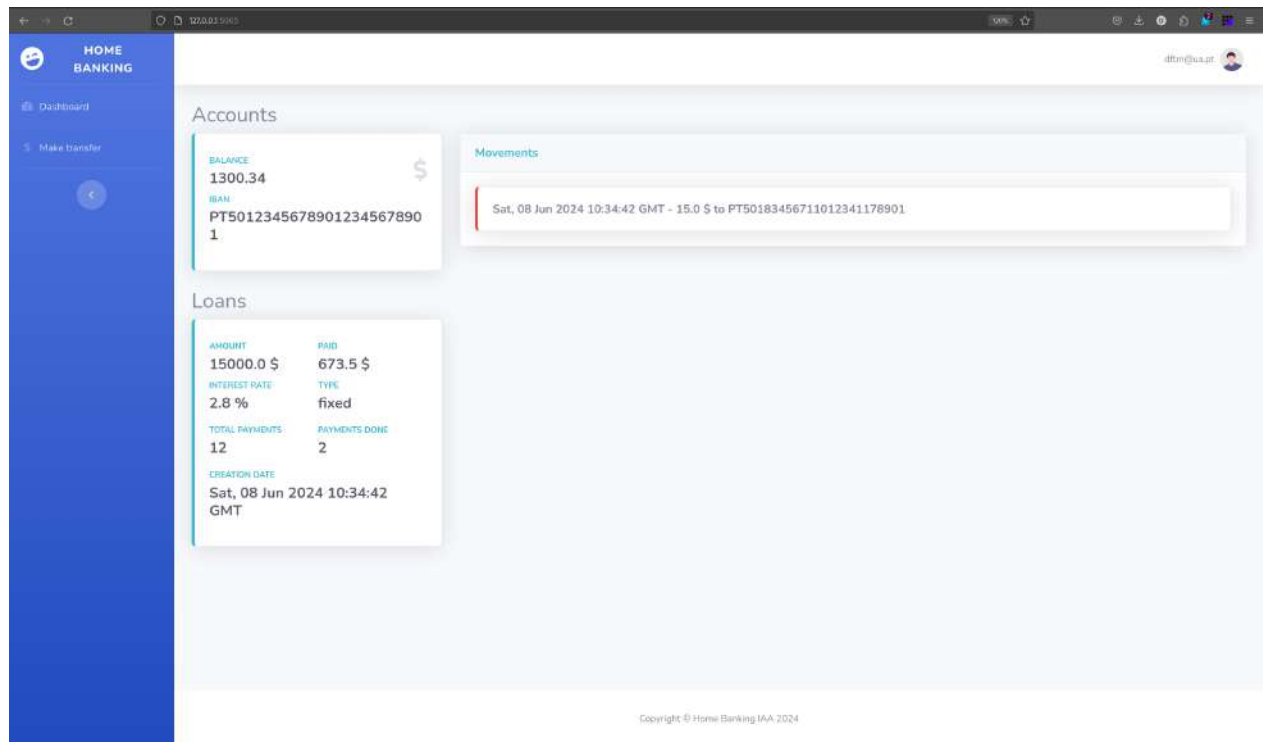 HOME
BANKING
dftm@ua.pt
Dashboard
Make transfer
Accounts
BALANCE
1300.34
$
IBAN
PT5012345678901234567890
1
Movements
Sat, 08 Jun 2024 10:34:42 GMT - 15.0 $ to PT50183456711012341178901
Loans
AMOUNT PAID
15000.0 $ 673.5 $
INTEREST RATE TYPE
2.8 % fixed
TOTAL PAYMENTS PAYMENTS DONE
12 2
CREATION DATE
Sat, 08 Jun 2024 10:34:42
GMT
Copyright © Home Banking IAA 2024